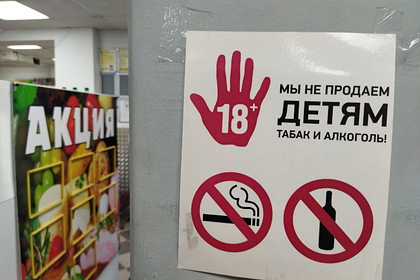 АКЦИЯ
18+
МЫ НЕ ПРОДАЕМ
ДЕТЯМ
ТАБАК И АЛКОГОЛЬ!